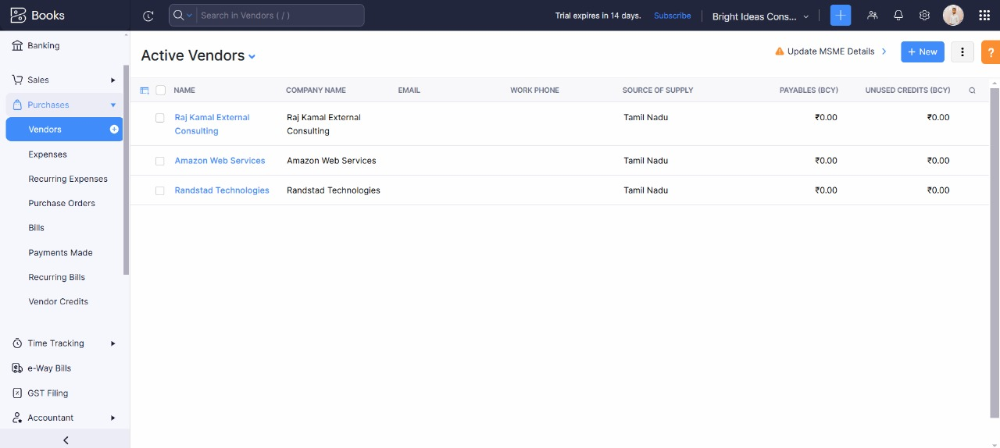 Books
Search in Vendors ( / )
Trial expires in 14 days.
Subscribe
Bright Ideas Cons...
Banking
Sales
Purchases
Vendors
Expenses
Recurring Expenses
Purchase Orders
Bills
Payments Made
Recurring Bills
Vendor Credits
Time Tracking
e-Way Bills
GST Filing
Accountant
Active Vendors
Update MSME Details
+ New
?
NAME COMPANY NAME EMAIL WORK PHONE SOURCE OF SUPPLY PAYABLES (BCY) UNUSED CREDITS (BCY)
Raj Kamal External Raj Kamal External Tamil Nadu ₹0.00 ₹0.00
Consulting Consulting
Amazon Web Services Amazon Web Services Tamil Nadu ₹0.00 ₹0.00
Randstad Technologies Randstad Technologies Tamil Nadu ₹0.00 ₹0.00